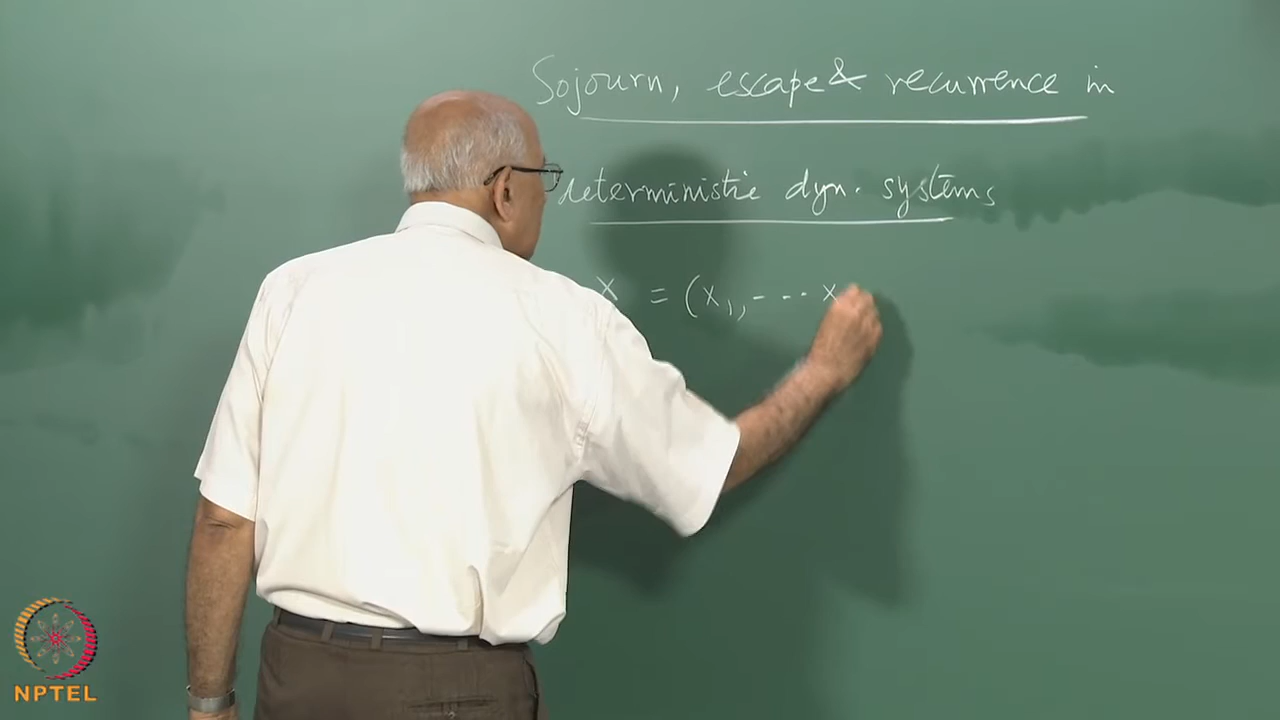 Sojourn, escape & recurrence in
deterministic dyn. systems
x = (x₁, --- x
NPTEL